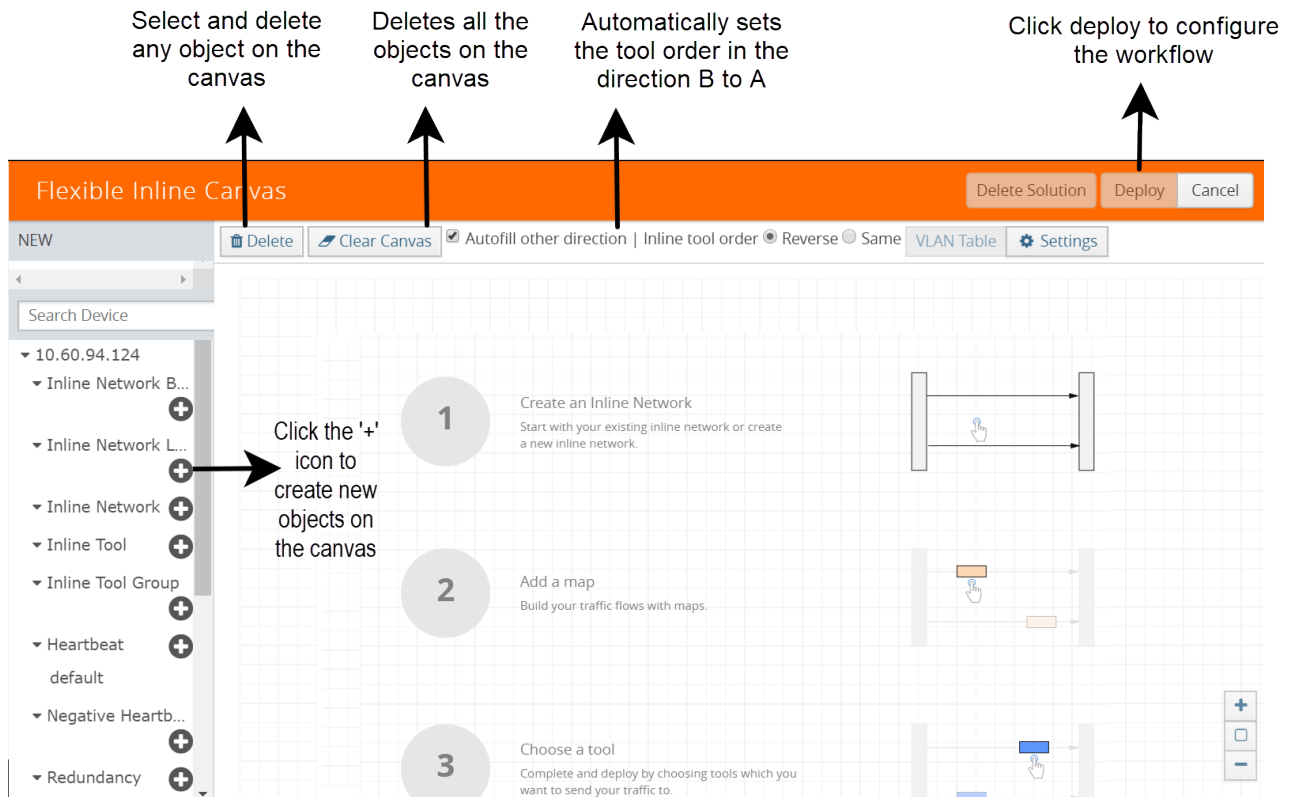 Select and delete
any object on the
canvas
Deletes all the
objects on the
canvas
Automatically sets
the tool order in the
direction B to A
Click deploy to configure
the workflow
Flexible Inline Canvas
Delete Solution
Deploy
Cancel
NEW
Delete
Clear Canvas
Autofill other direction | Inline tool order
Reverse
Same
VLAN Table
Settings
Search Device
10.60.94.124
Inline Network B...
Inline Network L...
Inline Network
Inline Tool
Inline Tool Group
Heartbeat
default
Negative Heartb...
Redundancy
Click the '+'
icon to
create new
objects on
the canvas
1
Create an Inline Network
Start with your existing inline network or create
a new inline network.
2
Add a map
Build your traffic flows with maps.
3
Choose a tool
Complete and deploy by choosing tools which you
want to send your traffic to.